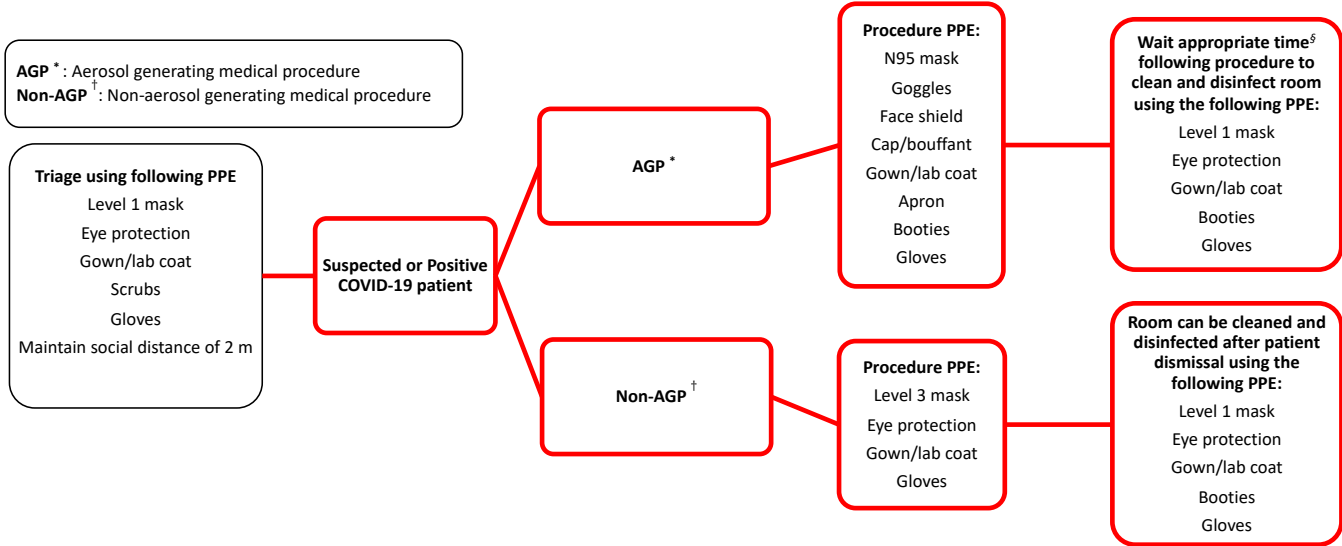 AGP * : Aerosol generating medical procedure
Non-AGP † : Non-aerosol generating medical procedure
Triage using following PPE
Level 1 mask
Eye protection
Gown/lab coat
Scrubs
Gloves
Maintain social distance of 2 m
Suspected or Positive
COVID-19 patient
AGP *
Procedure PPE:
N95 mask
Goggles
Face shield
Cap/bouffant
Gown/lab coat
Apron
Booties
Gloves
Wait appropriate time§
following procedure to
clean and disinfect room
using the following PPE:
Level 1 mask
Eye protection
Gown/lab coat
Booties
Gloves
Non-AGP †
Procedure PPE:
Level 3 mask
Eye protection
Gown/lab coat
Gloves
Room can be cleaned and
disinfected after patient
dismissal using the
following PPE:
Level 1 mask
Eye protection
Gown/lab coat
Booties
Gloves